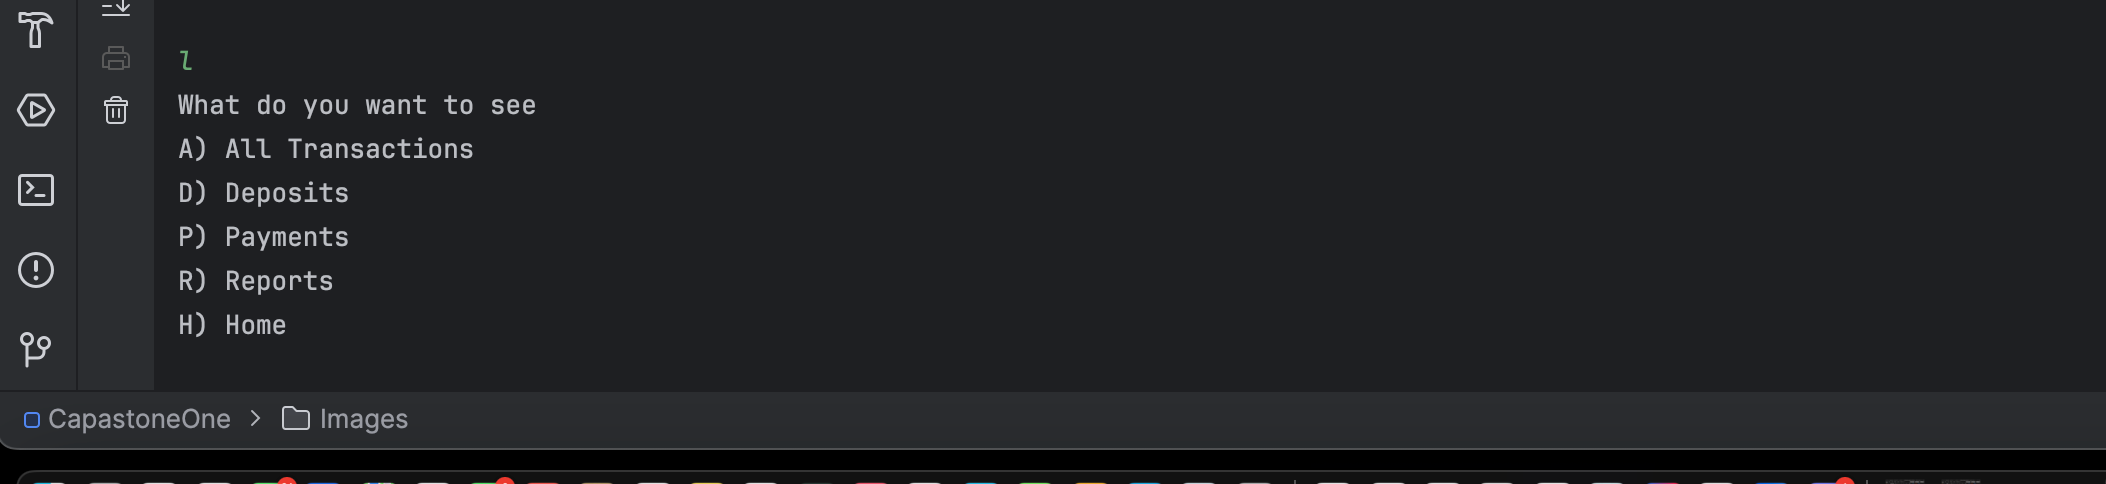 l
What do you want to see
A) All Transactions
D) Deposits
P) Payments
R) Reports
H) Home
CapastoneOne > Images